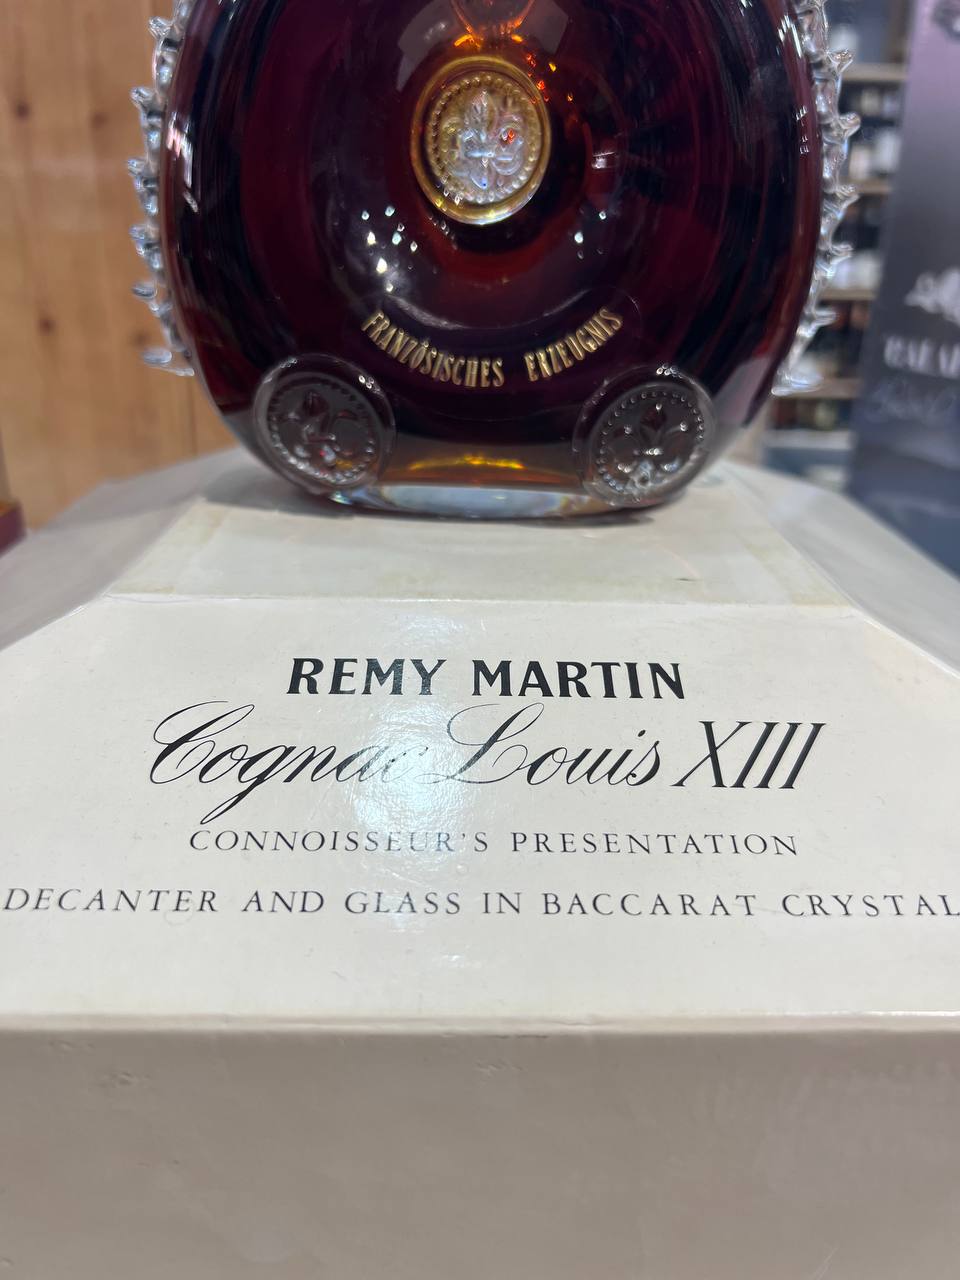 FRANZÖSISCHES ERZEUGNIS
REMY MARTIN
Cognac Louis XIII
CONNOISSEUR'S PRESENTATION
DECANTER AND GLASS IN BACCARAT CRYSTAL